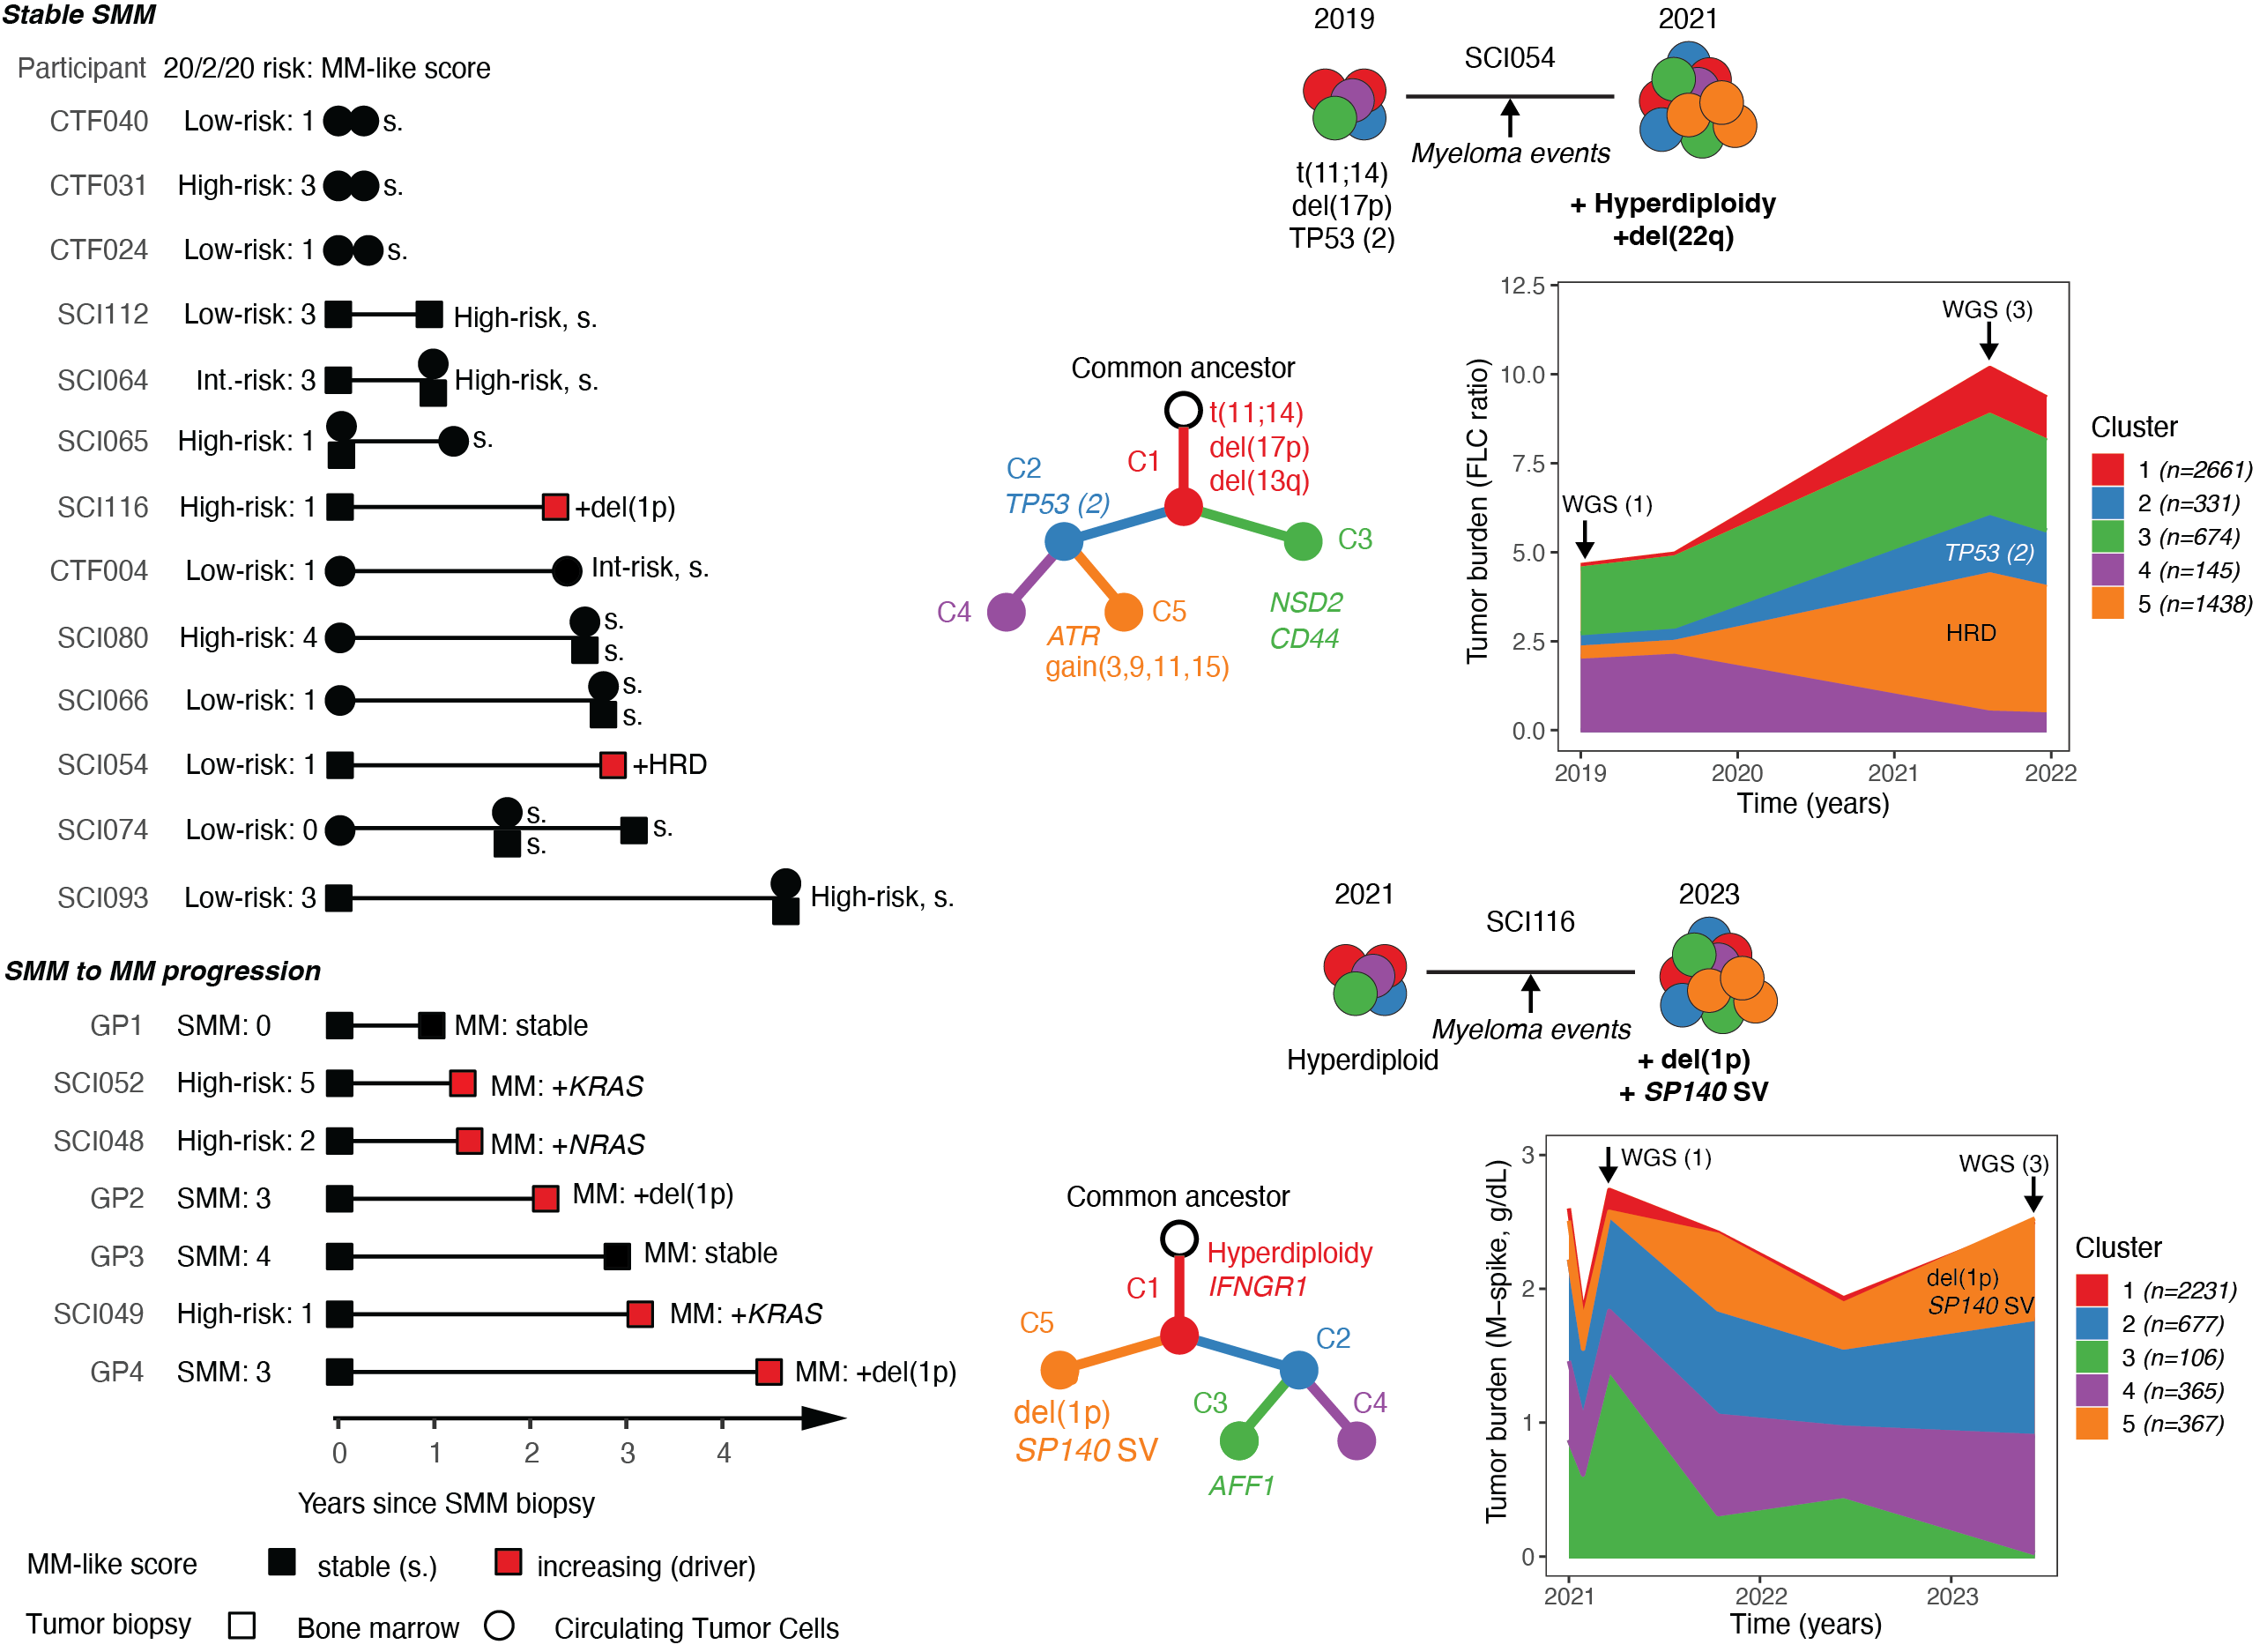 Stable SMM
Participant 20/2/20 risk: MM-like score
CTF040 Low-risk: 1 s.
CTF031 High-risk: 3 s.
CTF024 Low-risk: 1 s.
SCI112 Low-risk: 3 High-risk, s.
SCI064 Int.-risk: 3 High-risk, s.
SCI065 High-risk: 1 s.
SCI116 High-risk: 1 +del(1p)
CTF004 Low-risk: 1 Int-risk, s.
SCI080 High-risk: 4 s.
s.
SCI066 Low-risk: 1 s.
s.
SCI054 Low-risk: 1 +HRD
SCI074 Low-risk: 0 s.
s.
s.
SCI093 Low-risk: 3 High-risk, s.
SMM to MM progression
GP1 SMM: 0 MM: stable
SCI052 High-risk: 5 MM: +KRAS
SCI048 High-risk: 2 MM: +NRAS
GP2 SMM: 3 MM: +del(1p)
GP3 SMM: 4 MM: stable
SCI049 High-risk: 1 MM: +KRAS
GP4 SMM: 3 MM: +del(1p)
0 1 2 3 4
Years since SMM biopsy
MM-like score stable (s.) increasing (driver)
Tumor biopsy Bone marrow Circulating Tumor Cells
2019 2021
SCI054
Myeloma events
t(11;14)
del(17p)
TP53 (2)
+ Hyperdiploidy
+del(22q)
Common ancestor
t(11;14)
del(17p)
del(13q)
C1
C2
TP53 (2)
C3
C4
C5
ATR
gain(3,9,11,15)
NSD2
CD44
12.5
10.0
7.5
5.0
2.5
0.0
Tumor burden (FLC ratio)
WGS (1)
WGS (3)
TP53 (2)
HRD
2019 2020 2021 2022
Time (years)
Cluster
1 (n=2661)
2 (n=331)
3 (n=674)
4 (n=145)
5 (n=1438)
2021 2023
SCI116
Myeloma events
Hyperdiploid
+ del(1p)
+ SP140 SV
Common ancestor
Hyperdiploidy
IFNGR1
C1
C5
C2
del(1p)
SP140 SV
C3
C4
AFF1
3
2
1
0
Tumor burden (M−spike, g/dL)
WGS (1)
WGS (3)
del(1p)
SP140 SV
2021 2022 2023
Time (years)
Cluster
1 (n=2231)
2 (n=677)
3 (n=106)
4 (n=365)
5 (n=367)